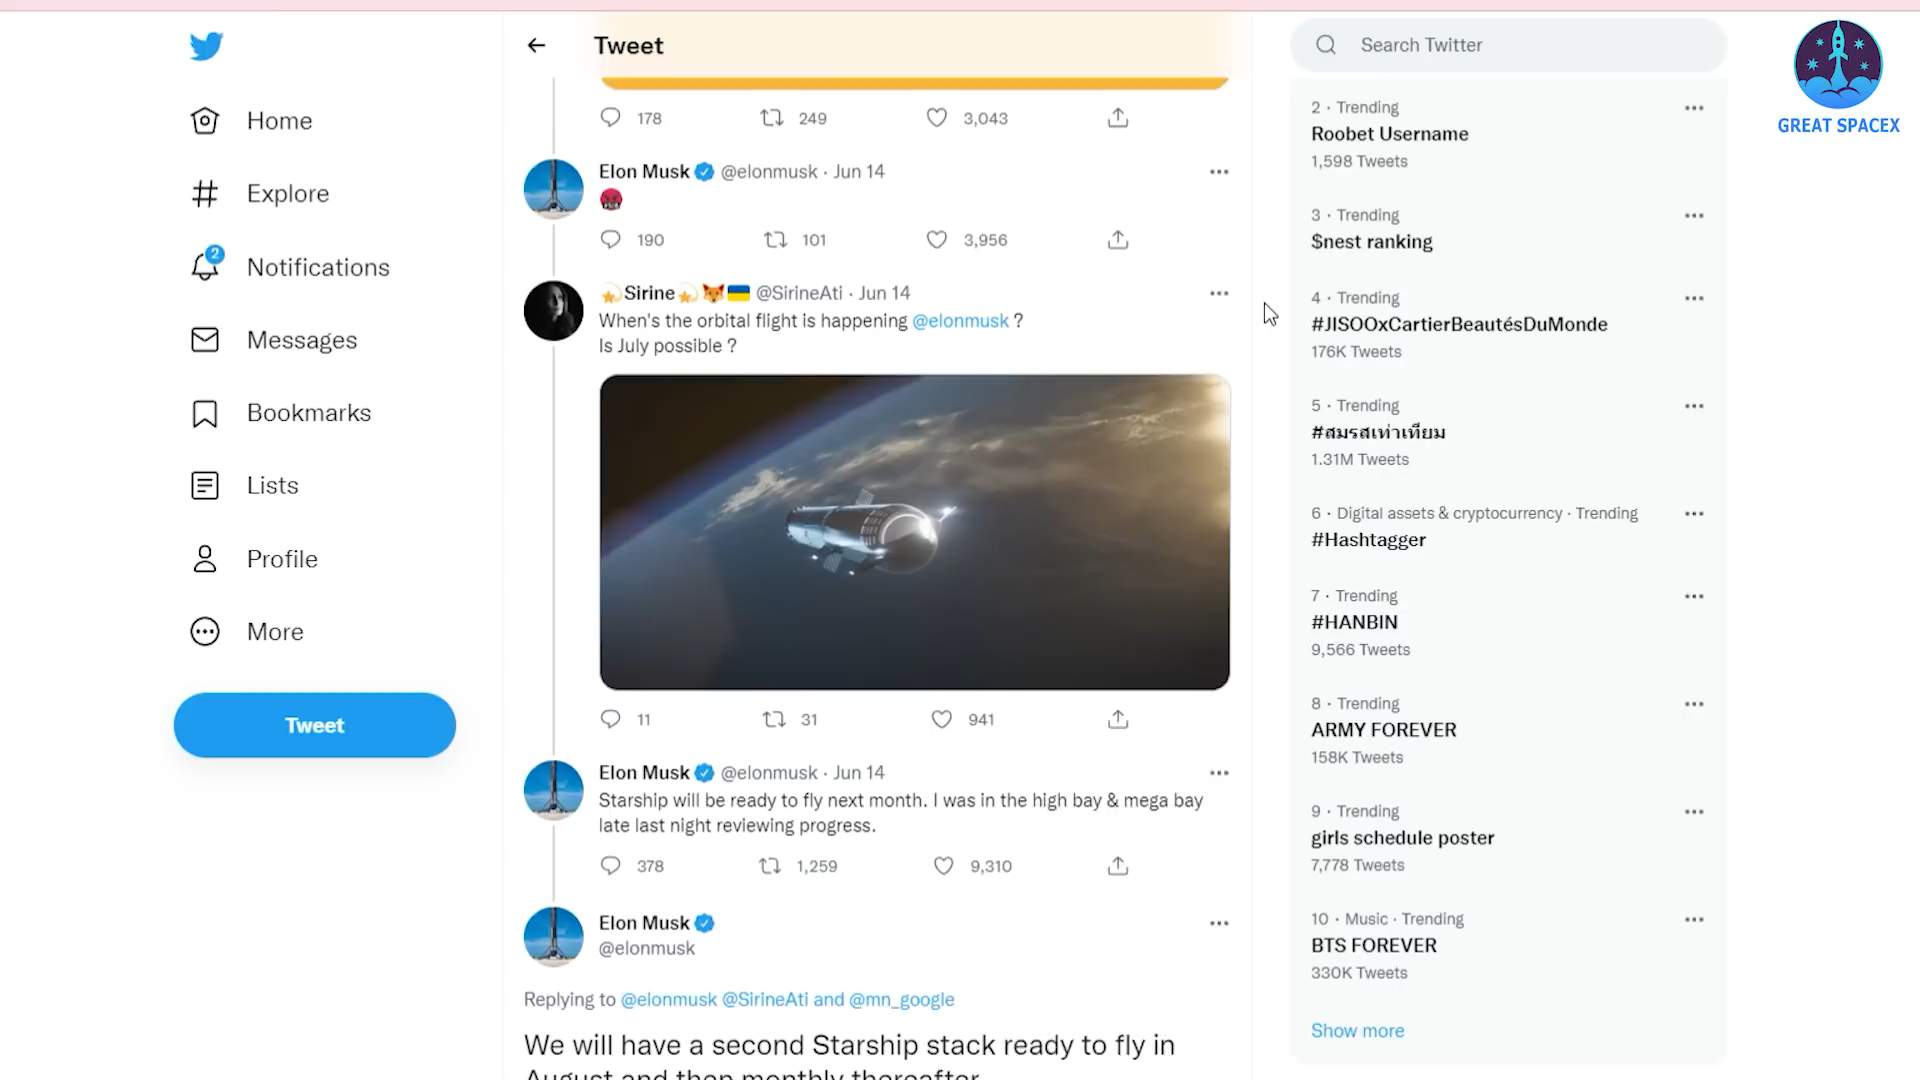 Tweet
Search Twitter
GREAT SPACEX
Home
Explore
2
Notifications
Messages
Bookmarks
Lists
Profile
More
Tweet
178 249 3,043
Elon Musk @elonmusk · Jun 14
190 101 3,956
Sirine @SirineAti · Jun 14
When's the orbital flight is happening @elonmusk ?
Is July possible ?
11 31 941
Elon Musk @elonmusk · Jun 14
Starship will be ready to fly next month. I was in the high bay & mega bay
late last night reviewing progress.
378 1,259 9,310
Elon Musk
@elonmusk
Replying to @elonmusk @SirineAti and @mn_google
We will have a second Starship stack ready to fly in
August and then monthly thereafter
2 · Trending
Roobet Username
1,598 Tweets
3 · Trending
$nest ranking
4 · Trending
#JISOOxCartierBeautésDuMonde
176K Tweets
5 · Trending
#สมรสเท่าเทียม
1.31M Tweets
6 · Digital assets & cryptocurrency · Trending
#Hashtagger
7 · Trending
#HANBIN
9,566 Tweets
8 · Trending
ARMY FOREVER
158K Tweets
9 · Trending
girls schedule poster
7,778 Tweets
10 · Music · Trending
BTS FOREVER
330K Tweets
Show more